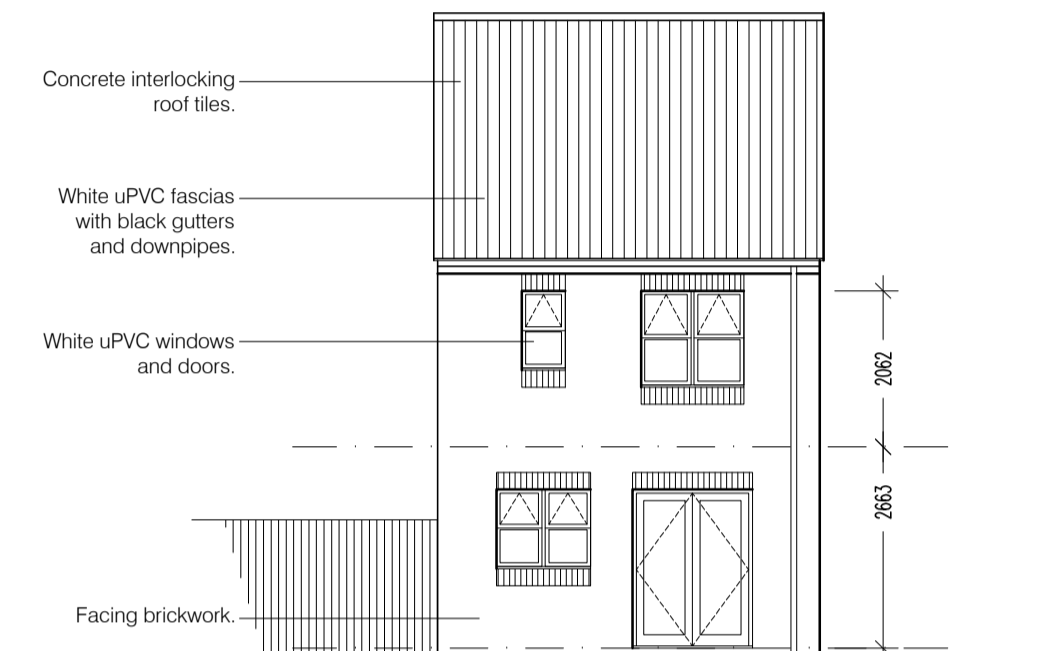 Concrete interlocking
roof tiles.
White uPVC fascias
with black gutters
and downpipes.
White uPVC windows
and doors.
2062
2663
Facing brickwork.